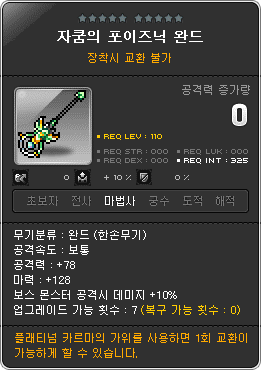 자쿰의 포이즈닉 완드
장착시 교환 불가
공격력 증가량
0
REQ LEV : 110
REQ STR : 000 REQ LUK : 000
REQ DEX : 000 REQ INT : 325
0 + 10 % 0 %
초보자 전사 마법사 궁수 도적 해적
무기분류 : 완드 (한손무기)
공격속도 : 보통
공격력 : +78
마력 : +128
보스 몬스터 공격시 데미지 +10%
업그레이드 가능 횟수 : 7 (복구 가능 횟수 : 0)
플래티넘 카르마의 가위를 사용하면 1회 교환이
가능하게 할 수 있습니다.